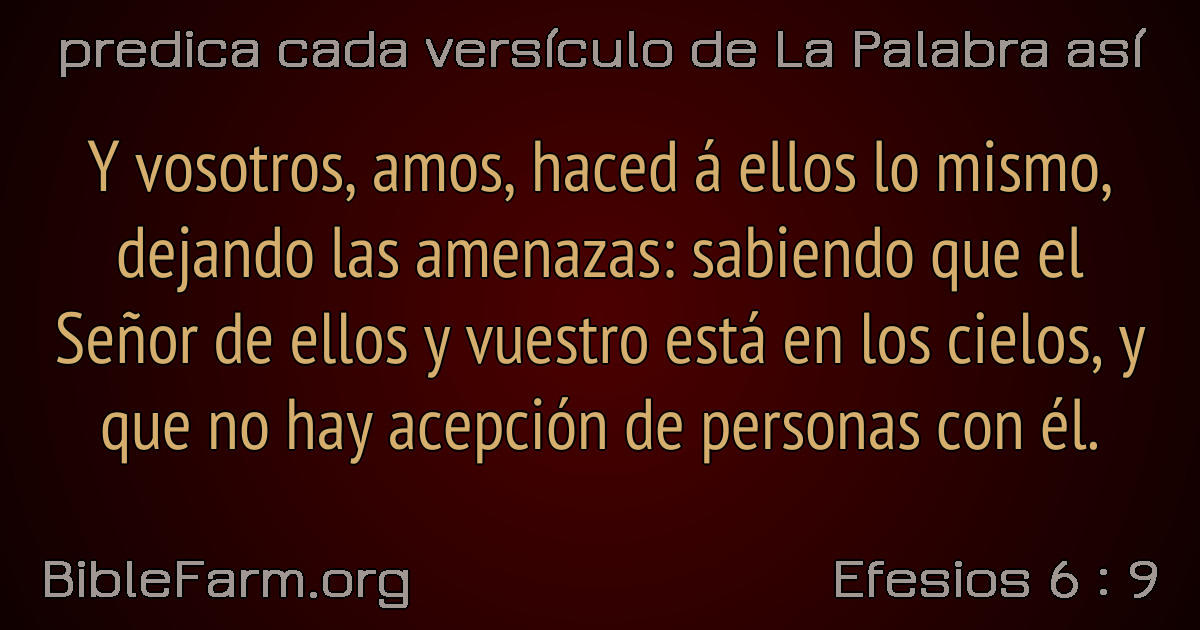 predica cada versículo de La Palabra así
Y vosotros, amos, haced á ellos lo mismo,
dejando las amenazas: sabiendo que el
Señor de ellos y vuestro está en los cielos, y
que no hay acepción de personas con él.
BibleFarm.org
Efesios 6 : 9